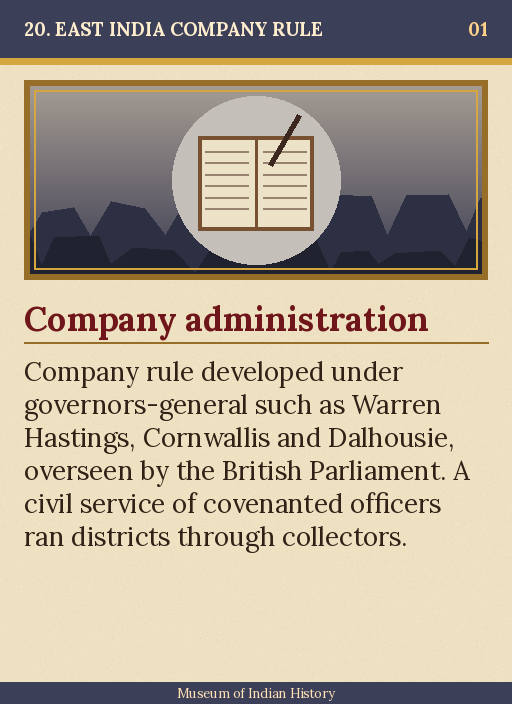 20. EAST INDIA COMPANY RULE 01
Company administration
Company rule developed under
governors-general such as Warren
Hastings, Cornwallis and Dalhousie,
overseen by the British Parliament. A
civil service of covenanted officers
ran districts through collectors.
Museum of Indian History